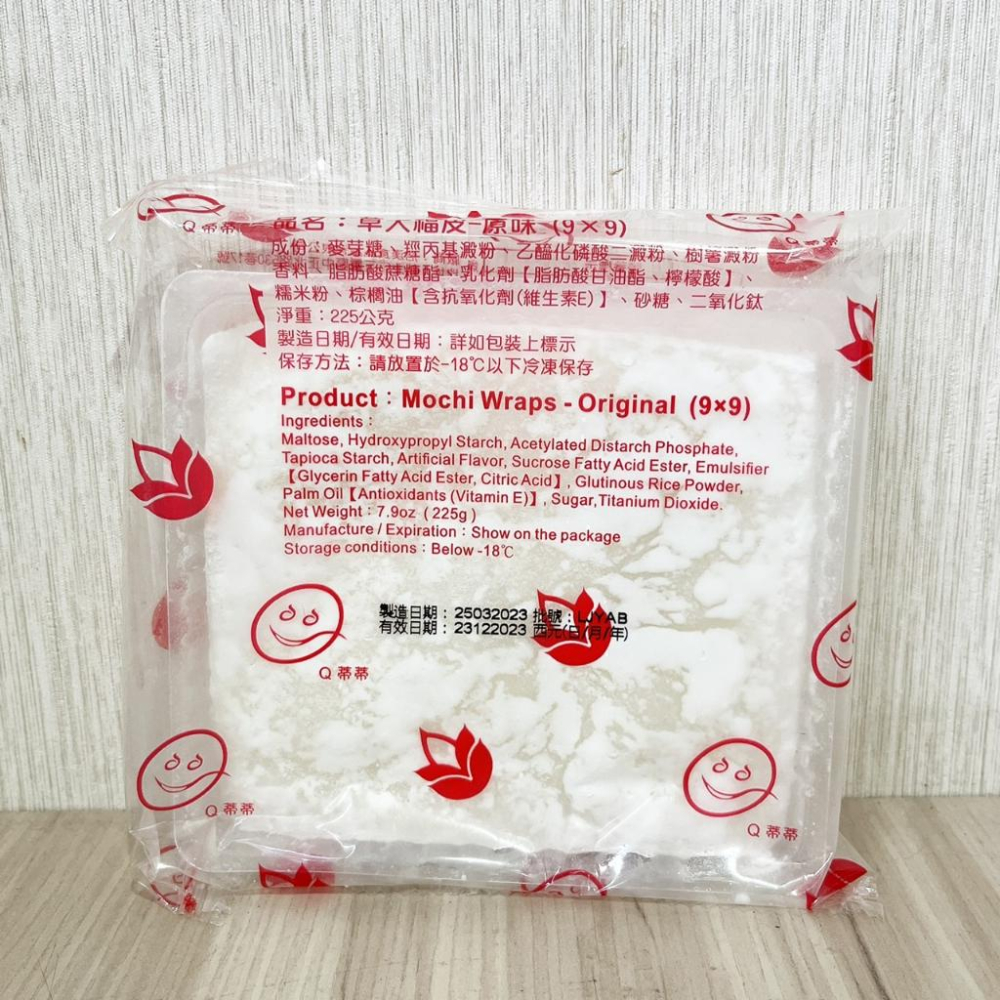 品名：草大福皮-原味 (9×9)
成份：麥芽糖、羥丙基澱粉、乙醯化磷酸二澱粉、樹薯澱粉、
香料、脂肪酸蔗糖酯、乳化劑【脂肪酸甘油酯、檸檬酸】、
糯米粉、棕櫚油【含抗氧化劑(維生素E)】、砂糖、二氧化鈦
淨重：225公克
製造日期/有效日期：詳如包裝上標示
保存方法：請放置於-18℃以下冷凍保存
Product：Mochi Wraps - Original (9×9)
Ingredients：
Maltose, Hydroxypropyl Starch, Acetylated Distarch Phosphate,
Tapioca Starch, Artificial Flavor, Sucrose Fatty Acid Ester, Emulsifier
【Glycerin Fatty Acid Ester, Citric Acid】, Glutinous Rice Powder,
Palm Oil【Antioxidants (Vitamin E)】, Sugar,Titanium Dioxide.
Net Weight：7.9oz (225g)
Manufacture / Expiration：Show on the package
Storage conditions：Below -18℃
製造日期：25032023 批號：LJYAB
有效日期：23122023 西元(日/月/年)
Q 蒂蒂
Q 蒂蒂
Q 蒂蒂